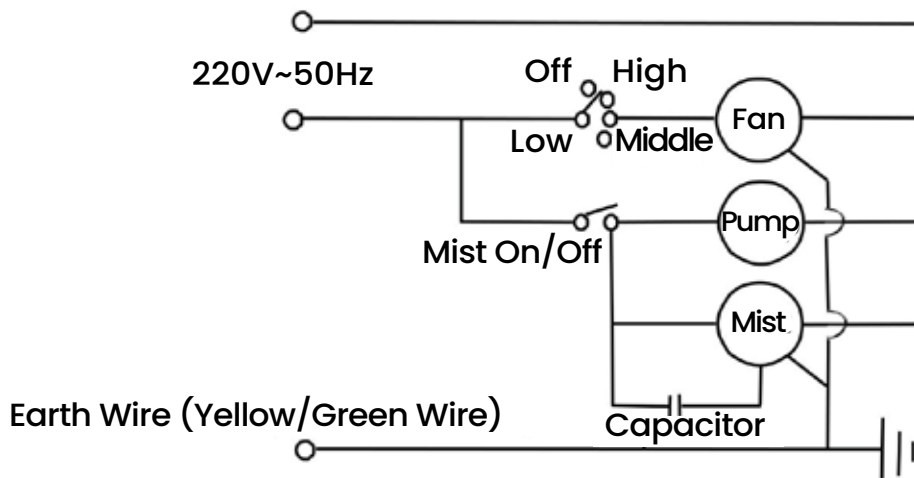 220V~50Hz
Off High
Low Middle
Fan
Mist On/Off
Pump
Mist
Capacitor
Earth Wire (Yellow/Green Wire)